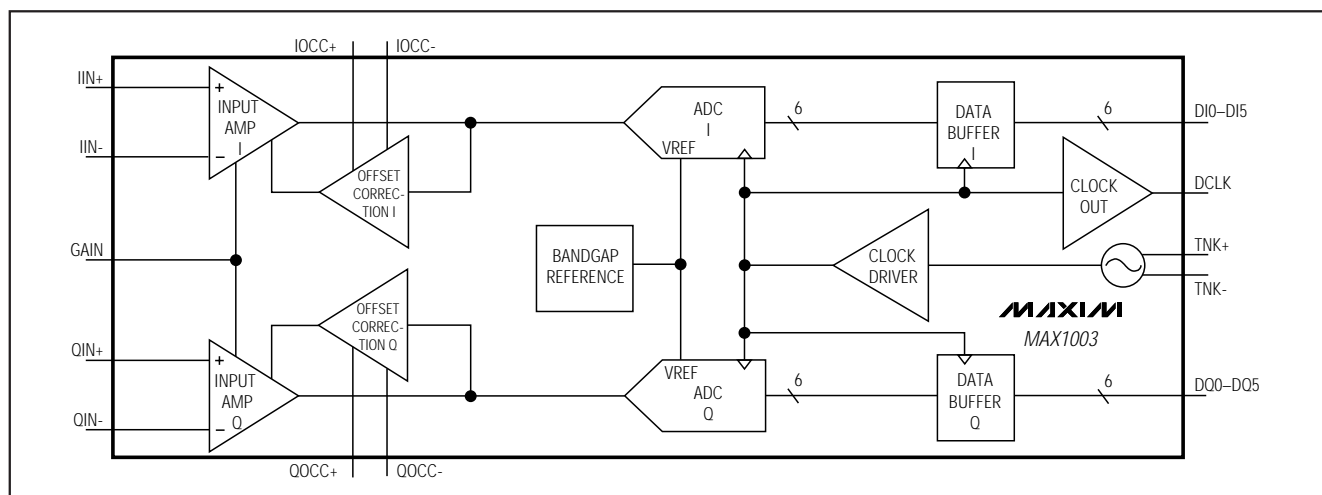 IOCC+ IOCC-
IIN+
+
INPUT
AMP
I
IIN-
−
OFFSET
CORREC-
TION I
ADC
I
VREF
6
DATA
BUFFER
I
6
DI0–DI5
CLOCK
OUT
DCLK
GAIN
BANDGAP
REFERENCE
CLOCK
DRIVER
TNK+
TNK-
MAXIM
MAX1003
OFFSET
CORREC-
TION Q
QIN+
+
INPUT
AMP
Q
QIN-
−
VREF
ADC
Q
6
DATA
BUFFER
Q
6
DQ0–DQ5
QOCC+ QOCC-